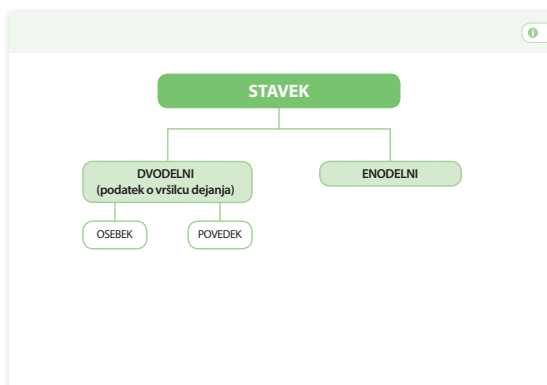 STAVEK
DVODELNI
(podatek o vršilcu dejanja)
ENODELNI
OSEBEK
POVEDEK